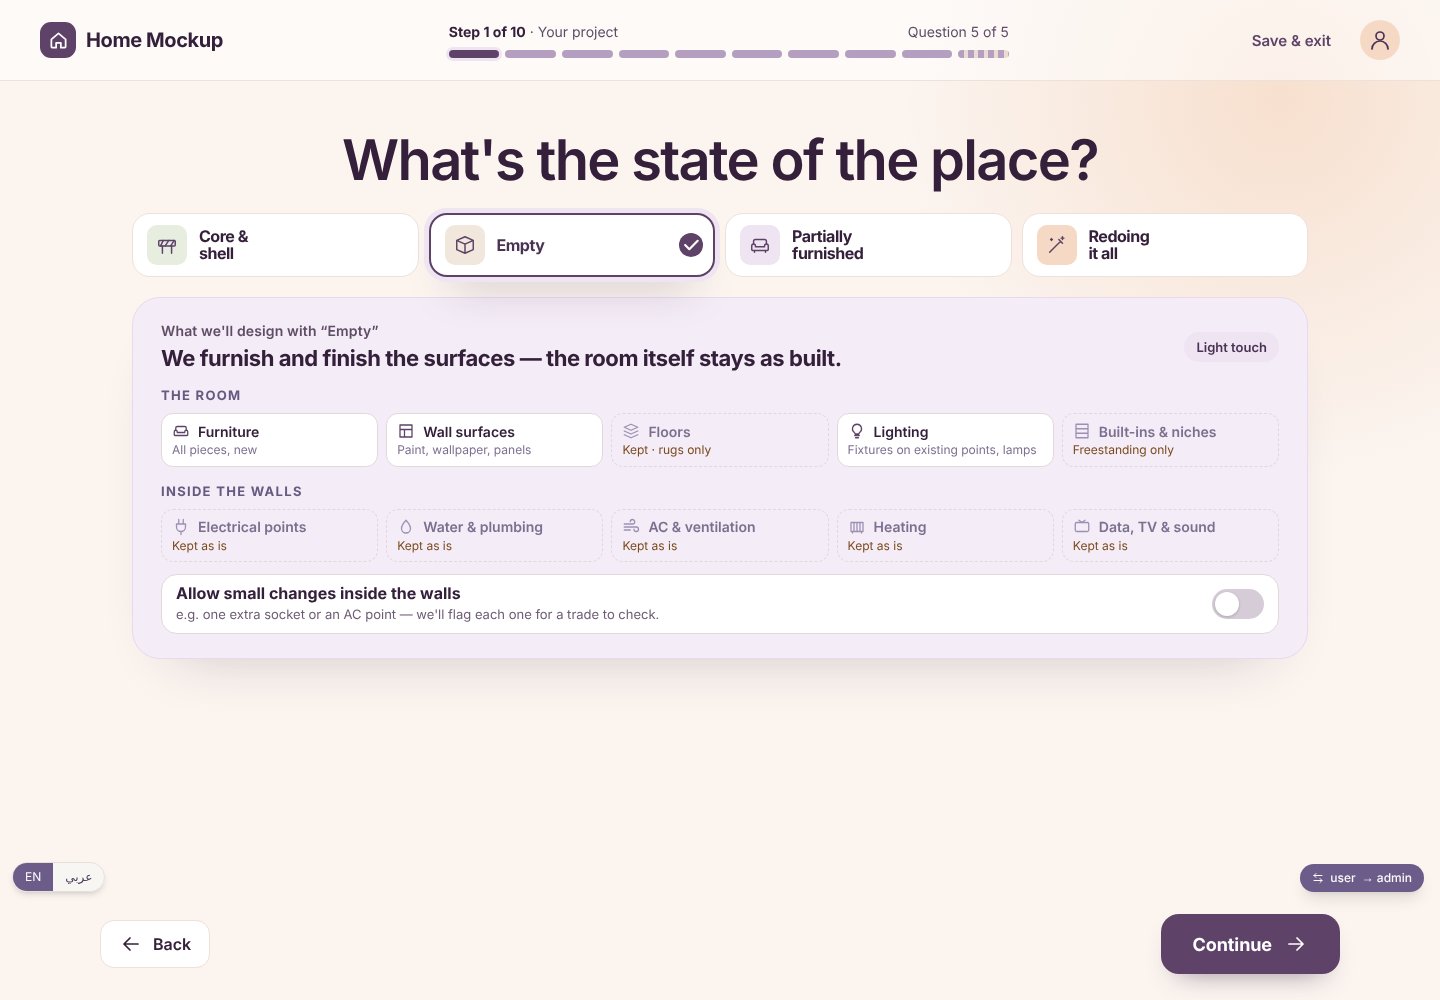 Home Mockup
Step 1 of 10 · Your project
Question 5 of 5
Save & exit
What's the state of the place?
Core &
shell
Empty
Partially
furnished
Redoing
it all
What we'll design with “Empty”
We furnish and finish the surfaces — the room itself stays as built.
Light touch
THE ROOM
Furniture
All pieces, new
Wall surfaces
Paint, wallpaper, panels
Floors
Kept · rugs only
Lighting
Fixtures on existing points, lamps
Built-ins & niches
Freestanding only
INSIDE THE WALLS
Electrical points
Kept as is
Water & plumbing
Kept as is
AC & ventilation
Kept as is
Heating
Kept as is
Data, TV & sound
Kept as is
Allow small changes inside the walls
e.g. one extra socket or an AC point — we'll flag each one for a trade to check.
EN
عربي
⇆ user → admin
← Back
Continue →